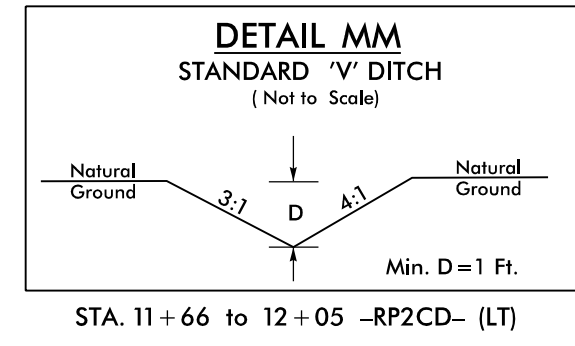 DETAIL MM
STANDARD 'V' DITCH
( Not to Scale)
Natural
Ground
3:1
D
4:1
Natural
Ground
Min. D=1 Ft.
STA. 11+66 to 12+05 -RP2CD- (LT)